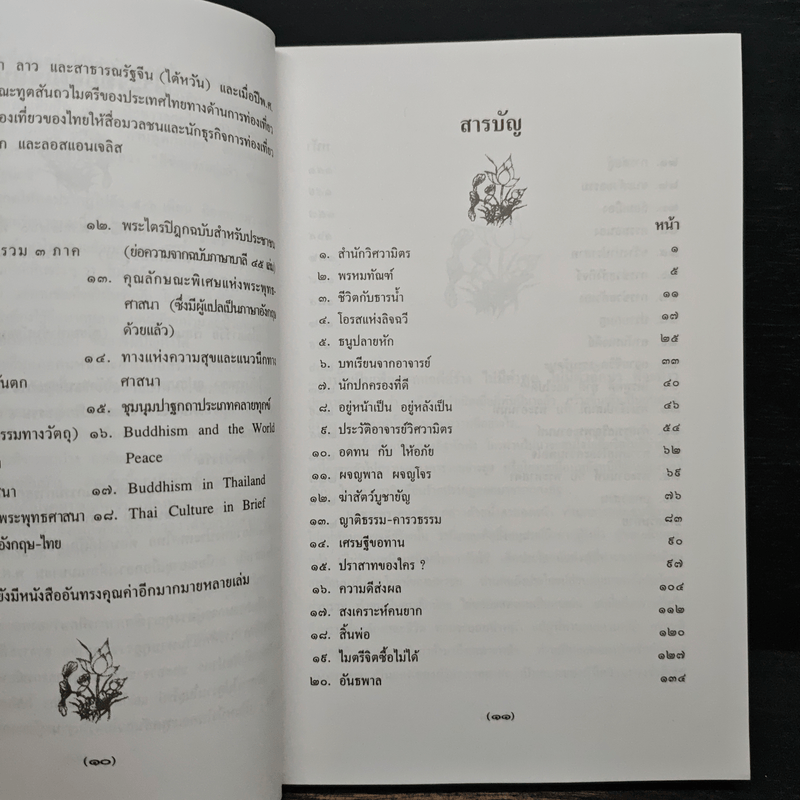 ลาว และสาธารณรัฐจีน (ไต้หวัน) และเมื่อปีพ.ศ.
ณะทูตสันถวไมตรีของประเทศไทยทางด้านการท่องเที่ยว
องเที่ยวของไทยให้สื่อมวลชนและนักธุรกิจการท่องเที่ยว
ก และลอสแอนเจลิส
๑๒. พระไตรปิฎกฉบับสำหรับประชาชน
รวม ๓ ภาค (ย่อความจากฉบับภาษาบาลี ๔๕ เล่ม)
๑๓. คุณลักษณะพิเศษแห่งพระพุทธ-
ศาสนา (ซึ่งมีผู้แปลเป็นภาษาอังกฤษ
ด้วยแล้ว)
๑๔. ทางแห่งความสุขและแนวนึกทาง
ันตก ศาสนา
๑๕. ชุมนุมปาฐกถาประเภทคลายทุกข์
รรมทางวัตถุ) ๑๖. Buddhism and the World
Peace
สนา ๑๗. Buddhism in Thailand
พระพุทธศาสนา ๑๘. Thai Culture in Brief
อังกฤษ-ไทย
ยังมีหนังสืออันทรงคุณค่าอีกมากมายหลายเล่ม
(๑๐)
สารบัญ
หน้า
๑. สำนักวิศวามิตร ๑
๒. พรหมทัณฑ์ ๕
๓. ชีวิตกับธารน้ำ ๑๑
๔. โอรสแห่งลิจฉวี ๑๗
๕. ธนูปลายหัก ๒๕
๖. บทเรียนจากอาจารย์ ๓๓
๗. นักปกครองที่ดี ๔๐
๘. อยู่หน้าเป็น อยู่หลังเป็น ๔๖
๙. ประวัติอาจารย์วิศวามิตร ๕๔
๑๐. อดทน กับ ให้อภัย ๖๒
๑๑. ผจญพาล ผจญโจร ๖๙
๑๒. ฆ่าสัตว์บูชายัญ ๗๖
๑๓. ญาติธรรม-คารวธรรม ๘๓
๑๔. เศรษฐีขอทาน ๙๐
๑๕. ปราสาทของใคร ? ๙๗
๑๖. ความดีส่งผล ๑๐๔
๑๗. สงเคราะห์คนยาก ๑๑๒
๑๘. สิ้นพ่อ ๑๒๐
๑๙. ไมตรีจิตซื้อไม่ได้ ๑๒๗
๒๐. อันธพาล ๑๓๔
(๑๑)